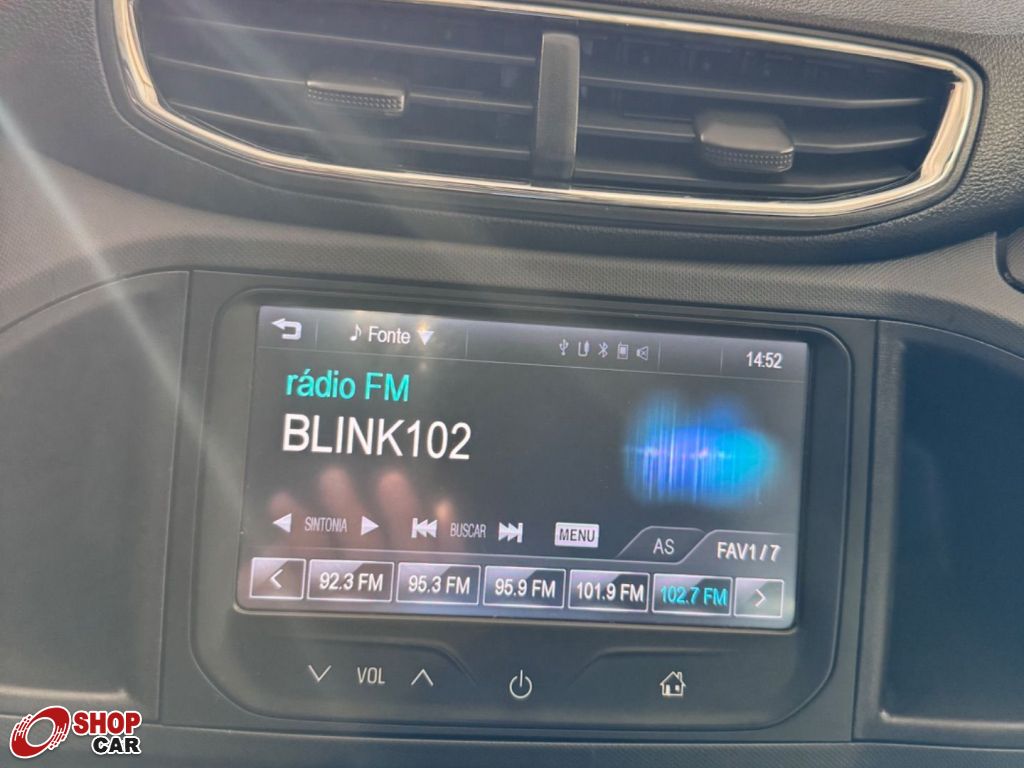 Fonte
14:52
rádio FM
BLINK102
SINTONIA
BUSCAR
MENU
AS
FAV1/7
92.3 FM
95.3 FM
95.9 FM
101.9 FM
102.7 FM
VOL
SHOP
CAR